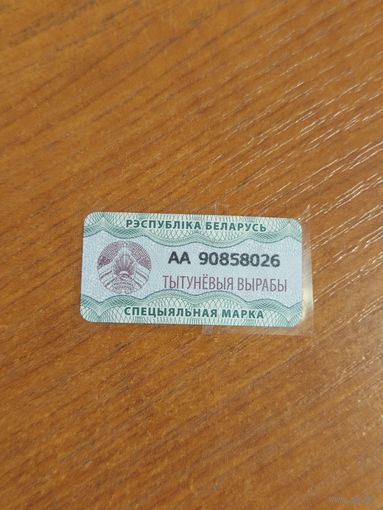 РЭСПУБЛІКА БЕЛАРУСЬ
АА 90858026
ТЫТУНЁВЫЯ ВЫРАБЫ
СПЕЦЫЯЛЬНАЯ МАРКА